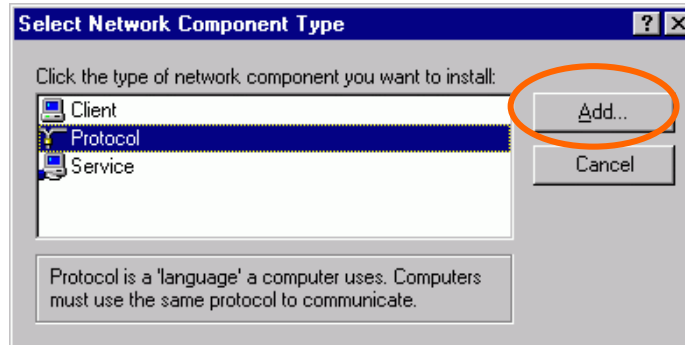 Select Network Component Type
Click the type of network component you want to install:
Client
Add...
Protocol
Service
Cancel
Protocol is a 'language' a computer uses. Computers
must use the same protocol to communicate.